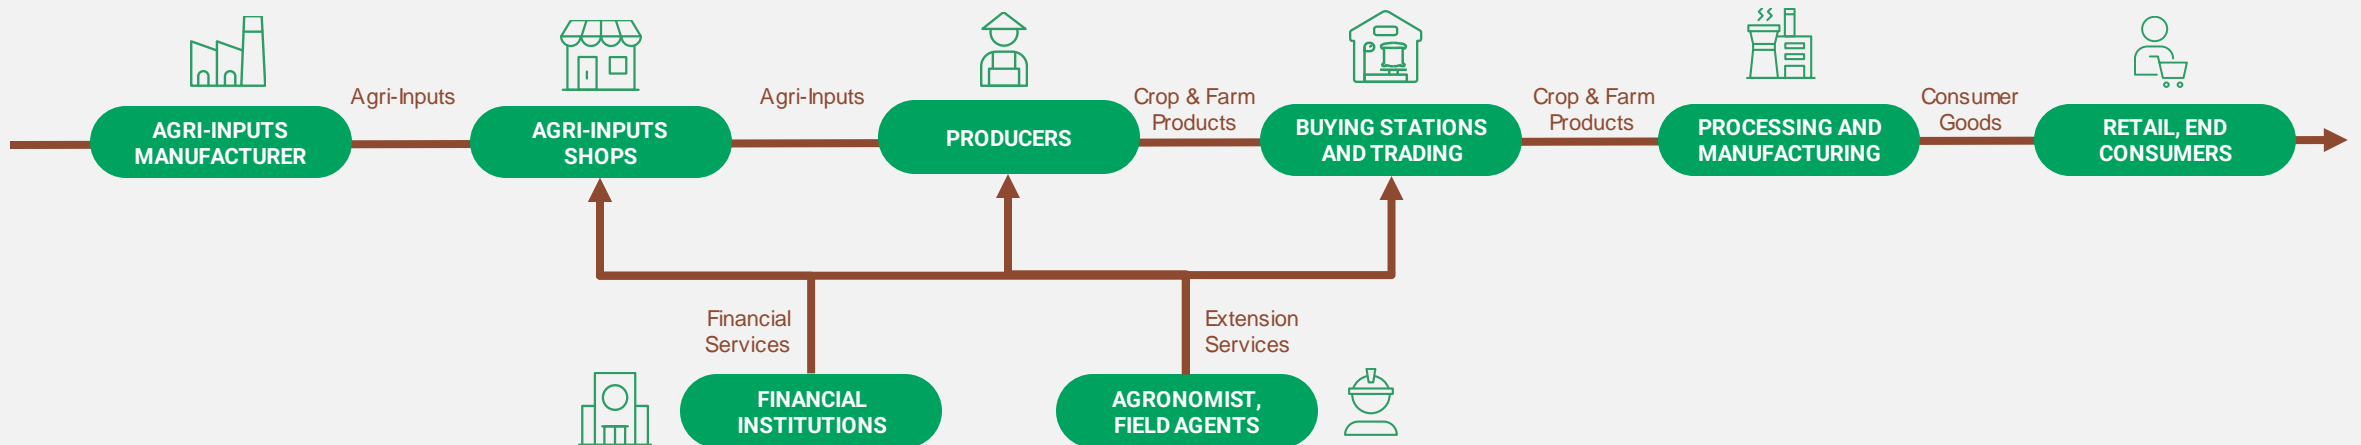 Agri-Inputs
Agri-Inputs
Crop & Farm
Products
Crop & Farm
Products
Consumer
Goods
AGRI-INPUTS
MANUFACTURER
AGRI-INPUTS
SHOPS
PRODUCERS
BUYING STATIONS
AND TRADING
PROCESSING AND
MANUFACTURING
RETAIL, END
CONSUMERS
Financial
Services
Extension
Services
FINANCIAL
INSTITUTIONS
AGRONOMIST,
FIELD AGENTS